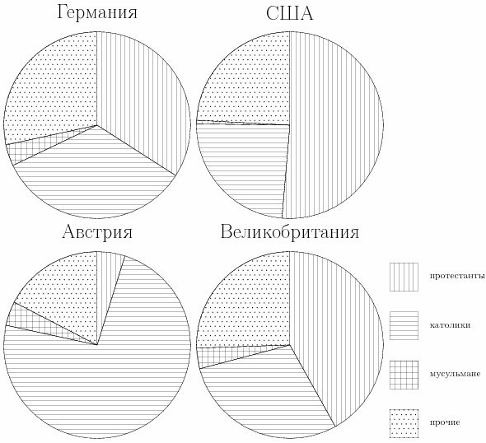 Германия
США
Австрия
Великобритания
протестанты
католики
мусульмане
прочие